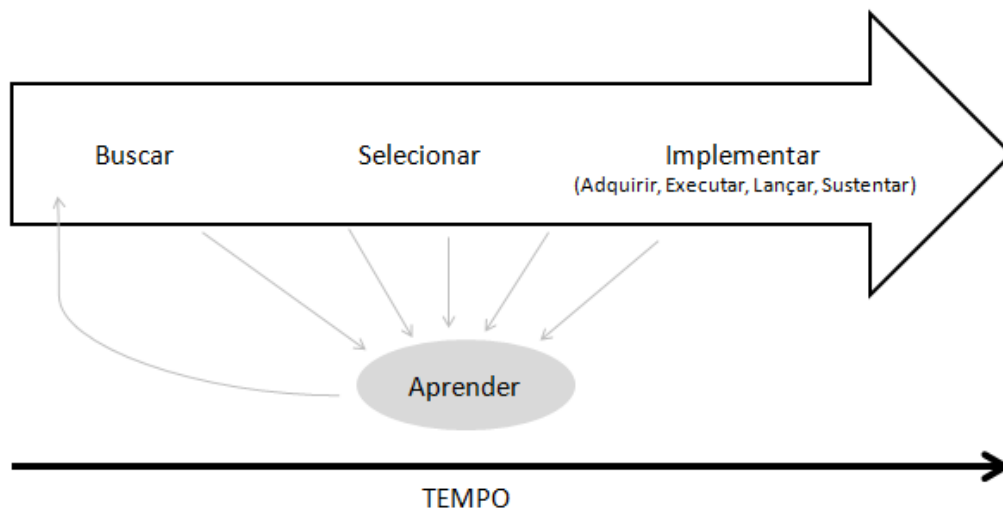 Buscar
Selecionar
Implementar
(Adquirir, Executar, Lançar, Sustentar)
Aprender
TEMPO